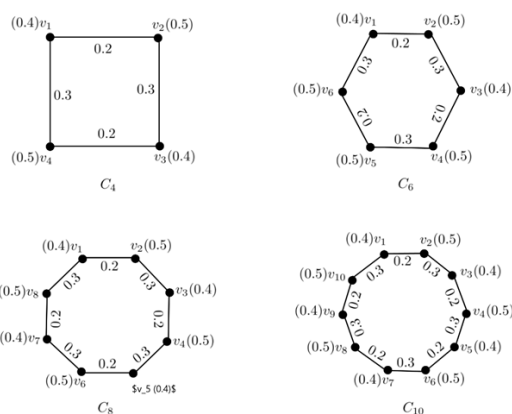 (0.4)v₁ v₂(0.5)
0.2
0.3 0.3
0.2
(0.5)v₄ v₃(0.4)
C₄
(0.4)v₁ v₂(0.5)
0.2
0.3 0.3
(0.5)v₆ v₃(0.4)
0.2 0.2
0.3
(0.5)v₅ v₄(0.5)
C₆
(0.4)v₁ v₂(0.5)
0.2
0.3 0.3
(0.5)v₈ v₃(0.4)
0.2 0.2
(0.4)v₇ v₄(0.5)
0.3 0.3
0.2
(0.5)v₆ $v_5 (0.4)$
C₈
(0.4)v₁ v₂(0.5)
0.2
0.3 0.3
(0.5)v₁₀ v₃(0.4)
0.2 0.2
(0.4)v₉ v₄(0.5)
0.3 0.3
(0.5)v₈ v₅(0.4)
0.2 0.2
0.3
(0.4)v₇ v₆(0.5)
C₁₀